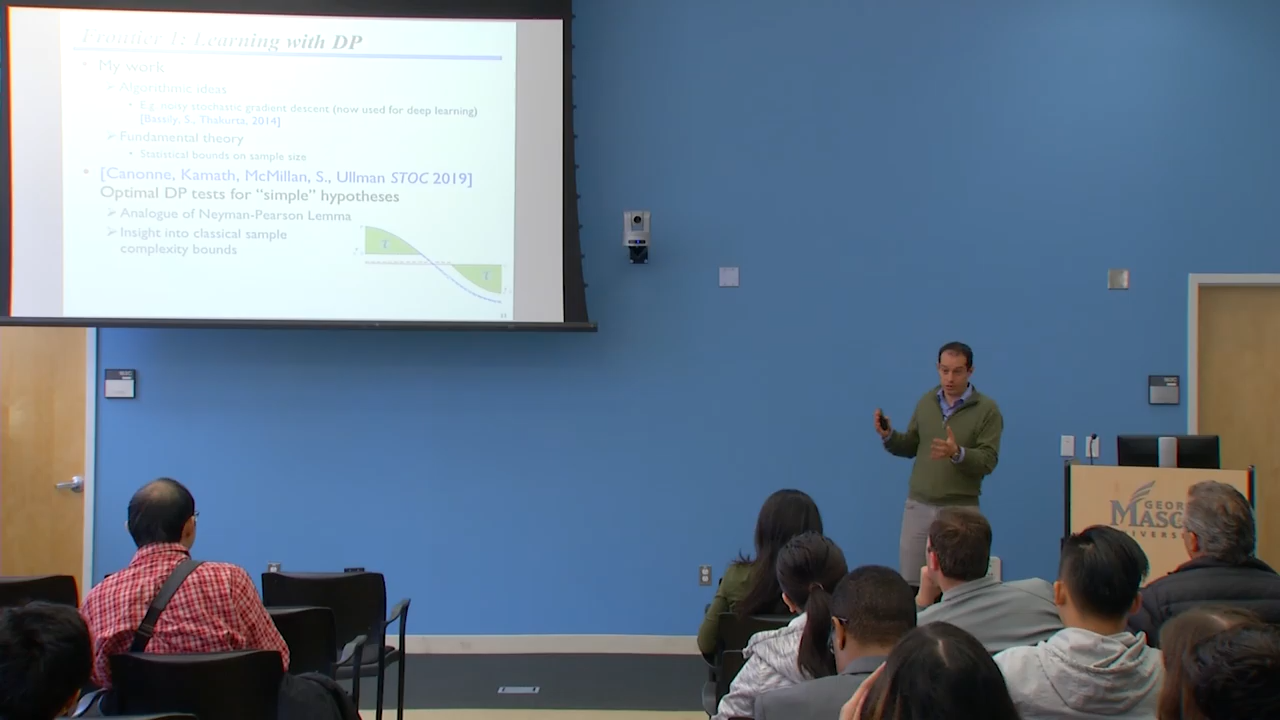 Frontier 1: Learning with DP
• My work
➢ Algorithmic ideas
• E.g. noisy stochastic gradient descent (now used for deep learning)
[Bassily, S., Thakurta, 2014]
➢ Fundamental theory
• Statistical bounds on sample size
• [Canonne, Kamath, McMillan, S., Ullman STOC 2019]
Optimal DP tests for “simple” hypotheses
➢ Analogue of Neyman-Pearson Lemma
➢ Insight into classical sample
complexity bounds
GEOR
MASO
IVERS